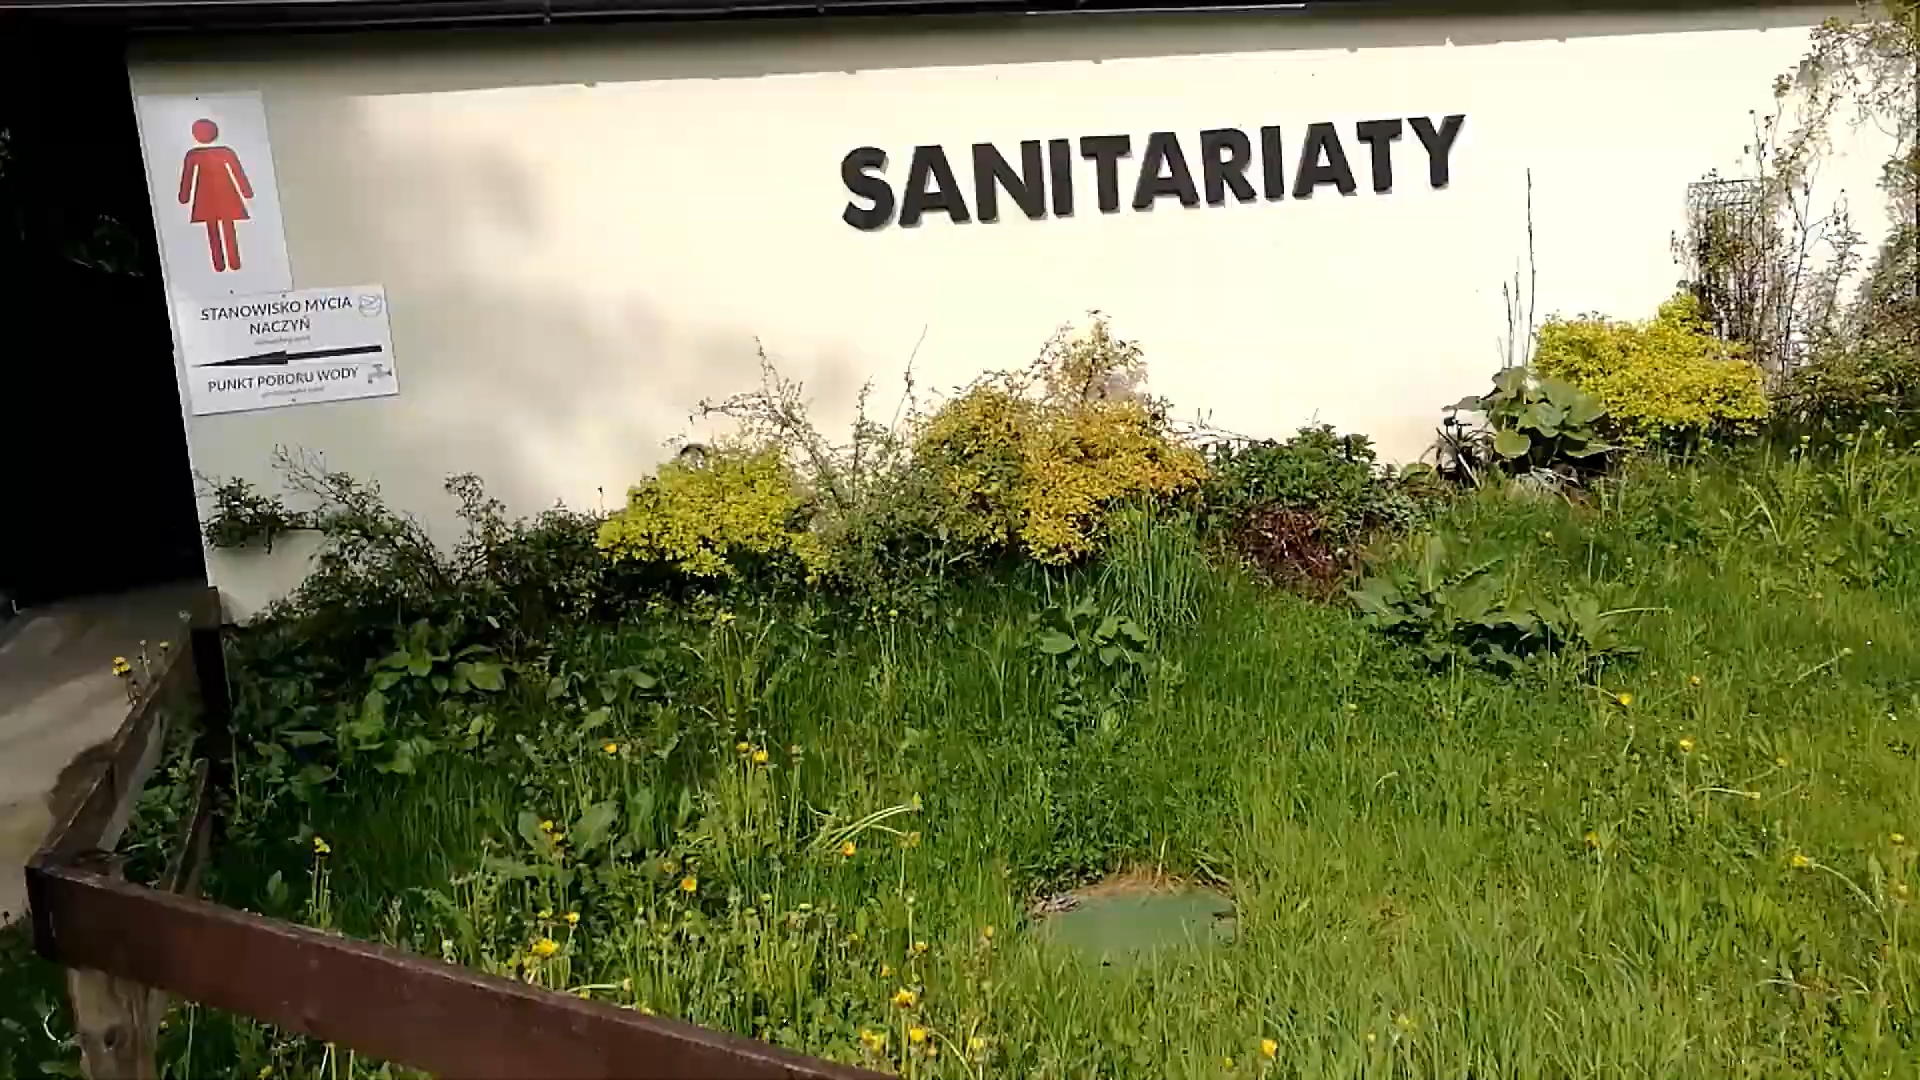 SANITARIATY
STANOWISKO MYCIA
NACZYŃ
PUNKT POBORU WODY